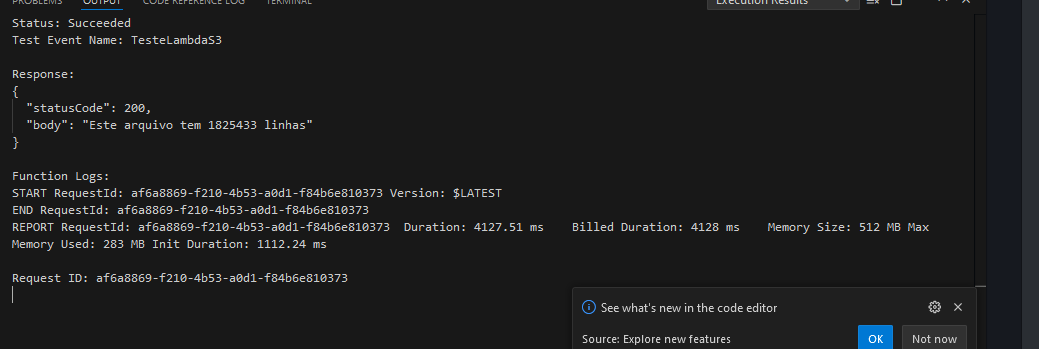 PROBLEMS OUTPUT CODE REFERENCE LOG TERMINAL Execution Results
Status: Succeeded
Test Event Name: TesteLambdaS3
Response:
{
"statusCode": 200,
"body": "Este arquivo tem 1825433 linhas"
}
Function Logs:
START RequestId: af6a8869-f210-4b53-a0d1-f84b6e810373 Version: $LATEST
END RequestId: af6a8869-f210-4b53-a0d1-f84b6e810373
REPORT RequestId: af6a8869-f210-4b53-a0d1-f84b6e810373 Duration: 4127.51 ms Billed Duration: 4128 ms Memory Size: 512 MB Max
Memory Used: 283 MB Init Duration: 1112.24 ms
Request ID: af6a8869-f210-4b53-a0d1-f84b6e810373
See what's new in the code editor
Source: Explore new features OK Not now